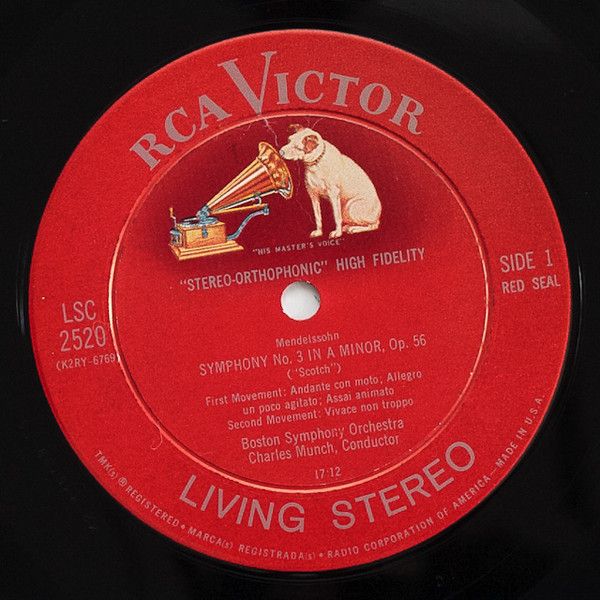 RCA VICTOR
"HIS MASTER'S VOICE"
"STEREO-ORTHOPHONIC" HIGH FIDELITY
LSC
2520
(K2RY-6769)
SIDE 1
RED SEAL
Mendelssohn
SYMPHONY No. 3 IN A MINOR, Op. 56
("Scotch")
First Movement: Andante con moto; Allegro
un poco agitato; Assai animato
Second Movement: Vivace non troppo
Boston Symphony Orchestra
Charles Munch, Conductor
17:12
LIVING STEREO
TMK(s) ® REGISTERED • MARCA(s) REGISTRADA(s) • RADIO CORPORATION OF AMERICA—MADE IN U.S.A.